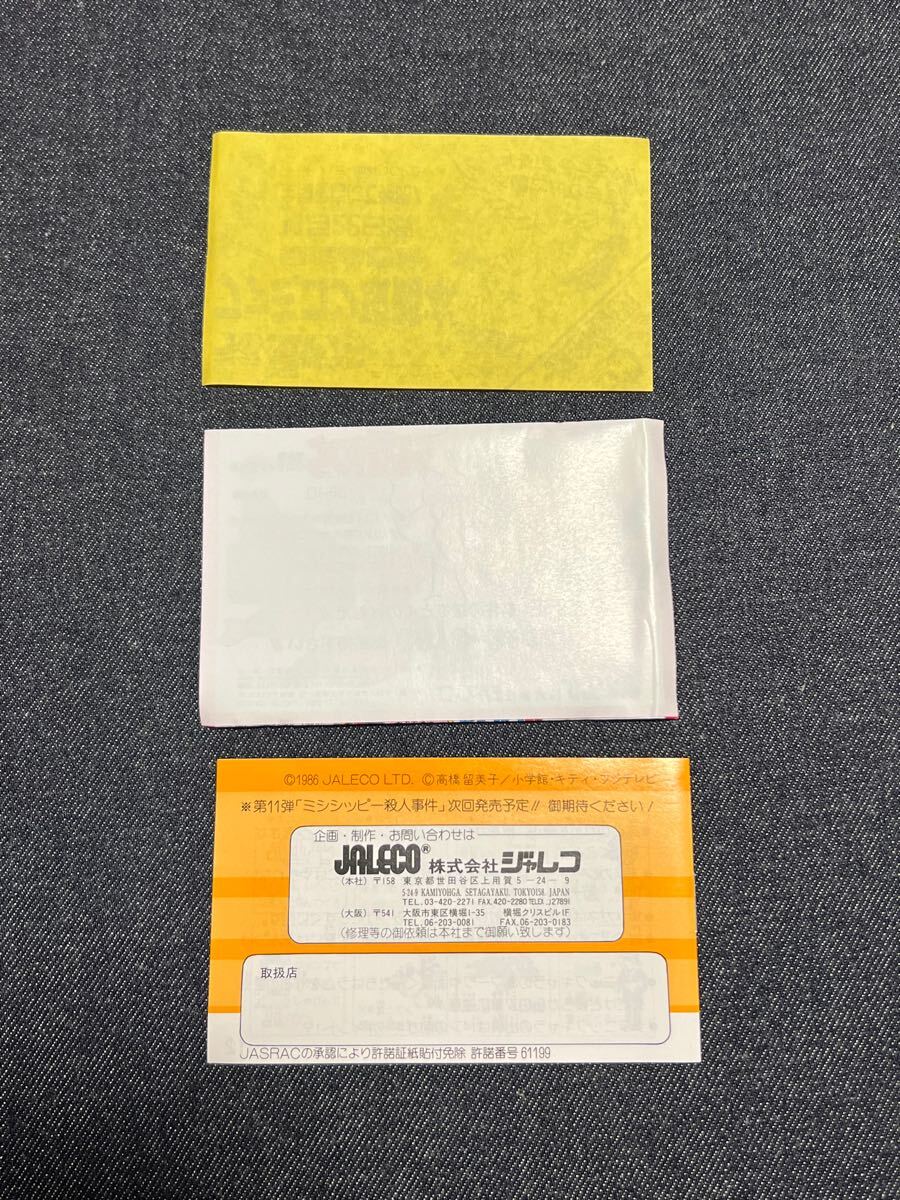 ©1986 JALECO LTD. ©高橋留美子/小学館・キティ・フジテレビ
※第11弾「ミシシッピー殺人事件」次回発売予定!! 御期待ください!
企画・制作・お問い合わせは
JALECO® 株式会社ジャレコ
(本社) 〒158 東京都世田谷区上用賀5-24-9
5-24-9 KAMIYOHGA, SETAGAYAKU, TOKYO158, JAPAN
TEL.03-420-2271 FAX.420-2280 TELEX.J27891
(大阪) 〒541 大阪市東区横堀1-35 横堀クリスビル1F
TEL.06-203-0081 FAX.06-203-0183
(修理等の御依頼は本社まで御願い致します)
取扱店
JASRACの承認により許諾証紙貼付免除 許諾番号61199